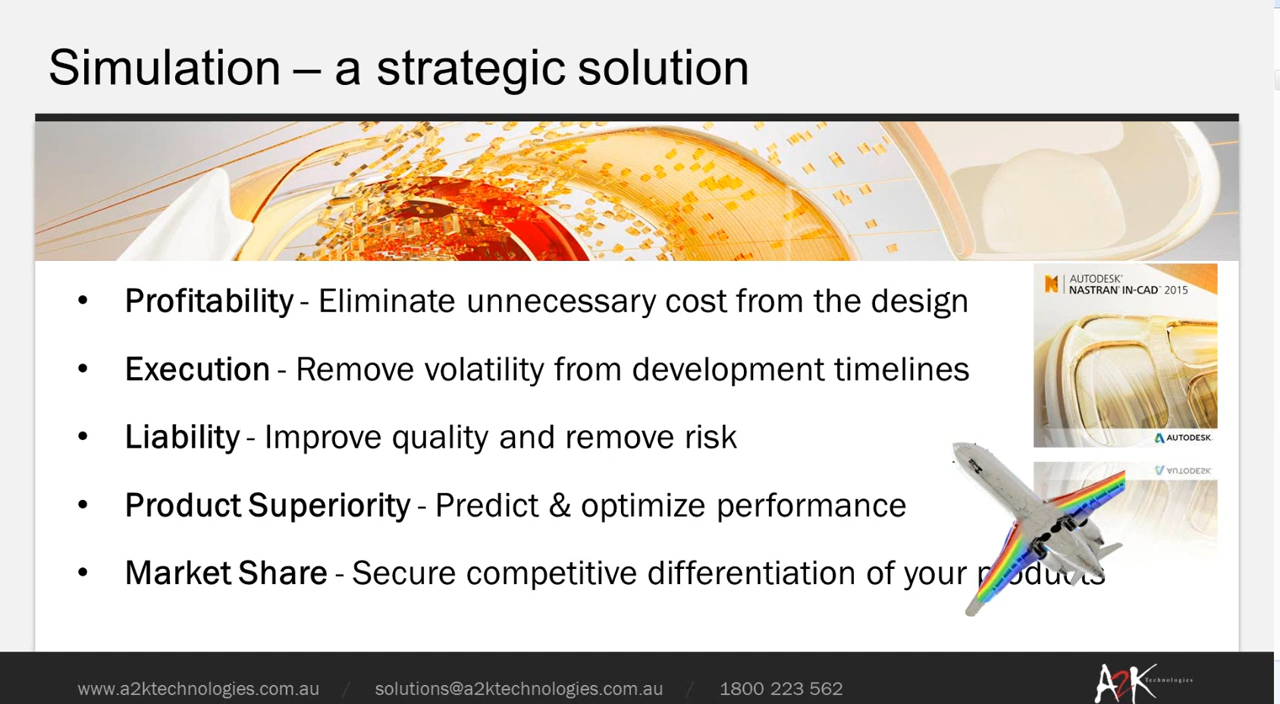 Simulation – a strategic solution
• Profitability - Eliminate unnecessary cost from the design
• Execution - Remove volatility from development timelines
• Liability - Improve quality and remove risk
• Product Superiority - Predict & optimize performance
• Market Share - Secure competitive differentiation of your products
AUTODESK®
NASTRAN® IN-CAD™ 2015
AUTODESK.
AUTODESK.
www.a2ktechnologies.com.au / solutions@a2ktechnologies.com.au / 1800 223 562
A2K Technologies